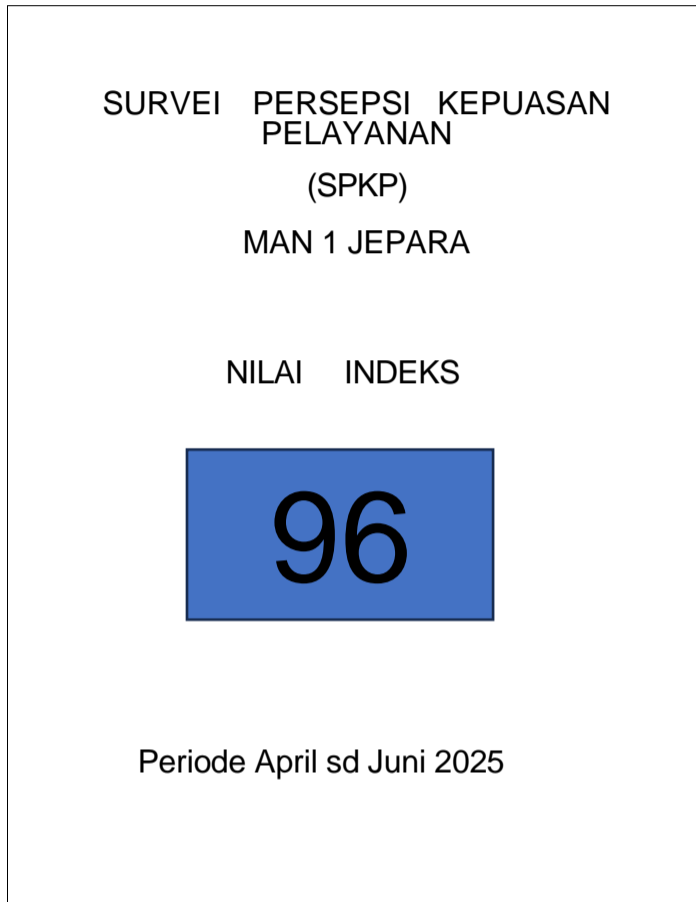 SURVEI PERSEPSI KEPUASAN
PELAYANAN
(SPKP)
MAN 1 JEPARA
NILAI INDEKS
96
Periode April sd Juni 2025